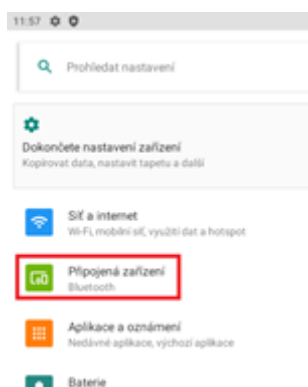 11:57
Prohledat nastavení
Dokončete nastavení zařízení
Kopírovat data, nastavit tapetu a další
Síť a internet
Wi-Fi, mobilní síť, využití dat a hotspot
Připojená zařízení
Bluetooth
Aplikace a oznámení
Nedávné aplikace, výchozí aplikace
Baterie